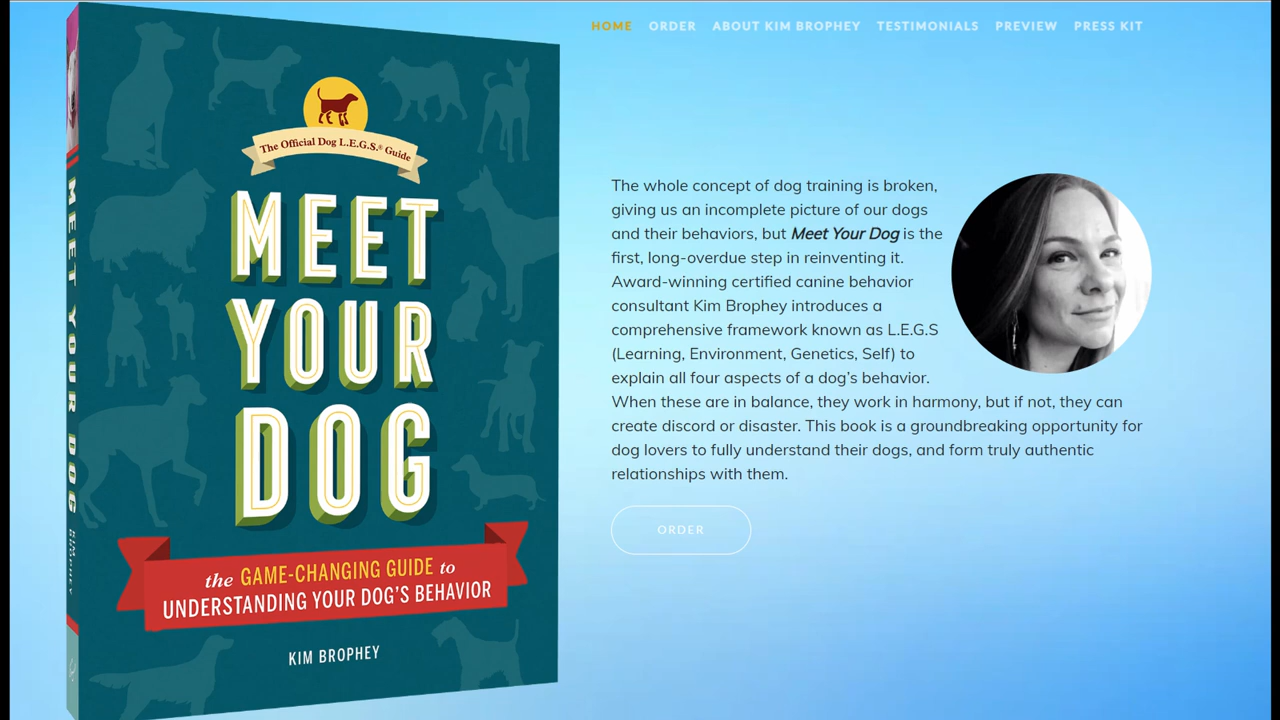 HOME ORDER ABOUT KIM BROPHEY TESTIMONIALS PREVIEW PRESS KIT
The Official Dog L.E.G.S.® Guide
MEET
YOUR
DOG
the GAME-CHANGING GUIDE to
UNDERSTANDING YOUR DOG'S BEHAVIOR
KIM BROPHEY
MEET YOUR DOG KIM BROPHEY
The whole concept of dog training is broken,
giving us an incomplete picture of our dogs
and their behaviors, but Meet Your Dog is the
first, long-overdue step in reinventing it.
Award-winning certified canine behavior
consultant Kim Brophey introduces a
comprehensive framework known as L.E.G.S
(Learning, Environment, Genetics, Self) to
explain all four aspects of a dog’s behavior.
When these are in balance, they work in harmony, but if not, they can
create discord or disaster. This book is a groundbreaking opportunity for
dog lovers to fully understand their dogs, and form truly authentic
relationships with them.
ORDER